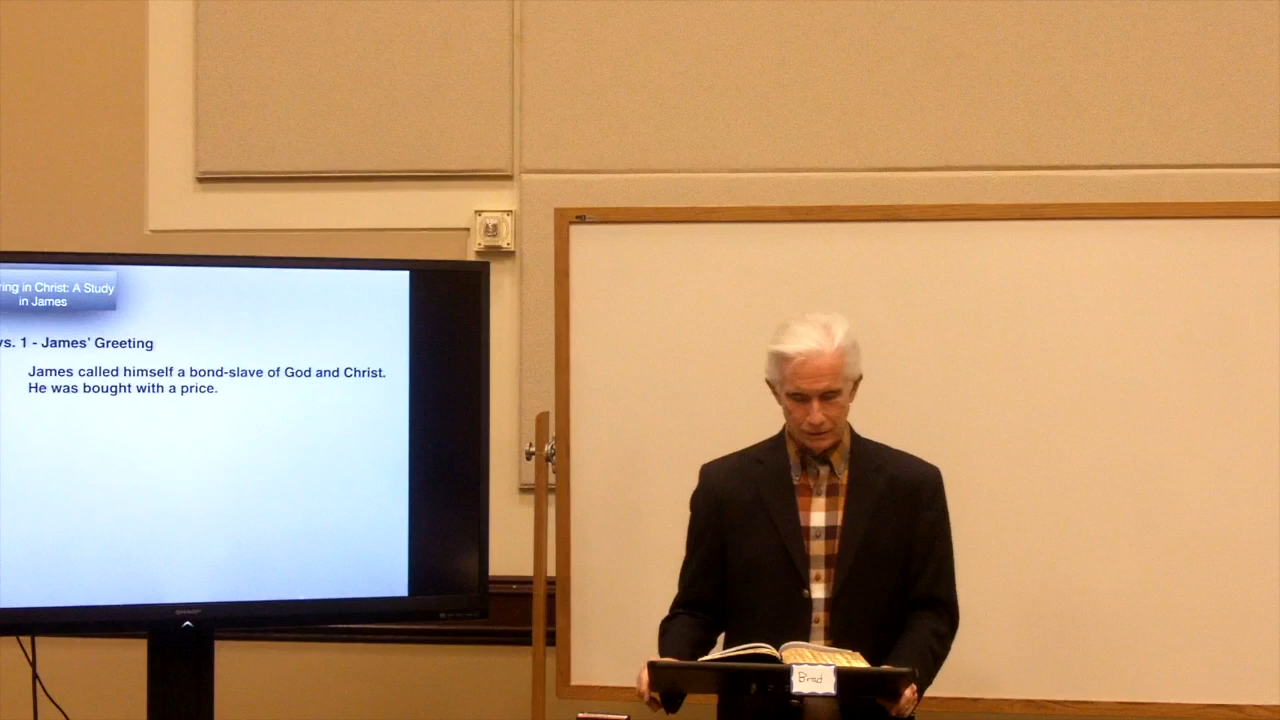 ring in Christ: A Study
in James
vs. 1 - James' Greeting
James called himself a bond-slave of God and Christ.
He was bought with a price.
SHARP
Brad